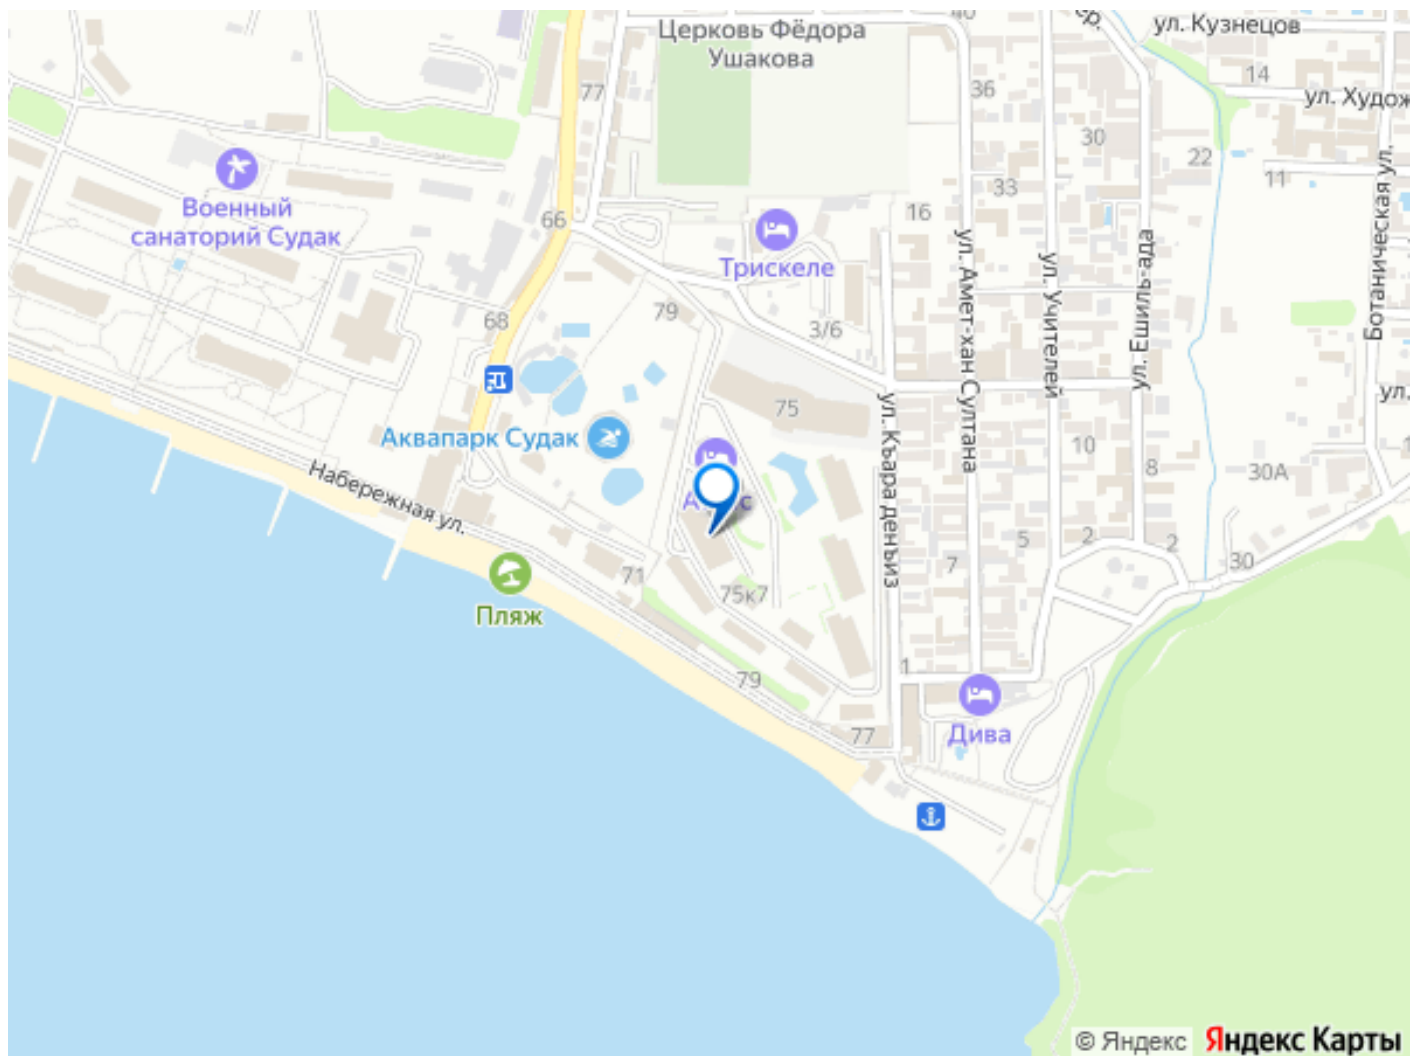 40
ул. Кузнецов
Церковь Фёдора
Ушакова
14
77
36
ул. Худож
30
22
Военный
санаторий Судак
33
11
16
66
Трискеле
ул. Амет-хан Султана
ул. Учителей
ул. Ешиль-ада
Ботаническая ул.
79
68
3/6
75
ул.
ул. Къара денъиз
Аквапарк Судак
10
8
30А
Набережная ул.
5
2
2
30
7
71
75к7
Пляж
1
79
77
Дива
© Яндекс
Яндекс Карты